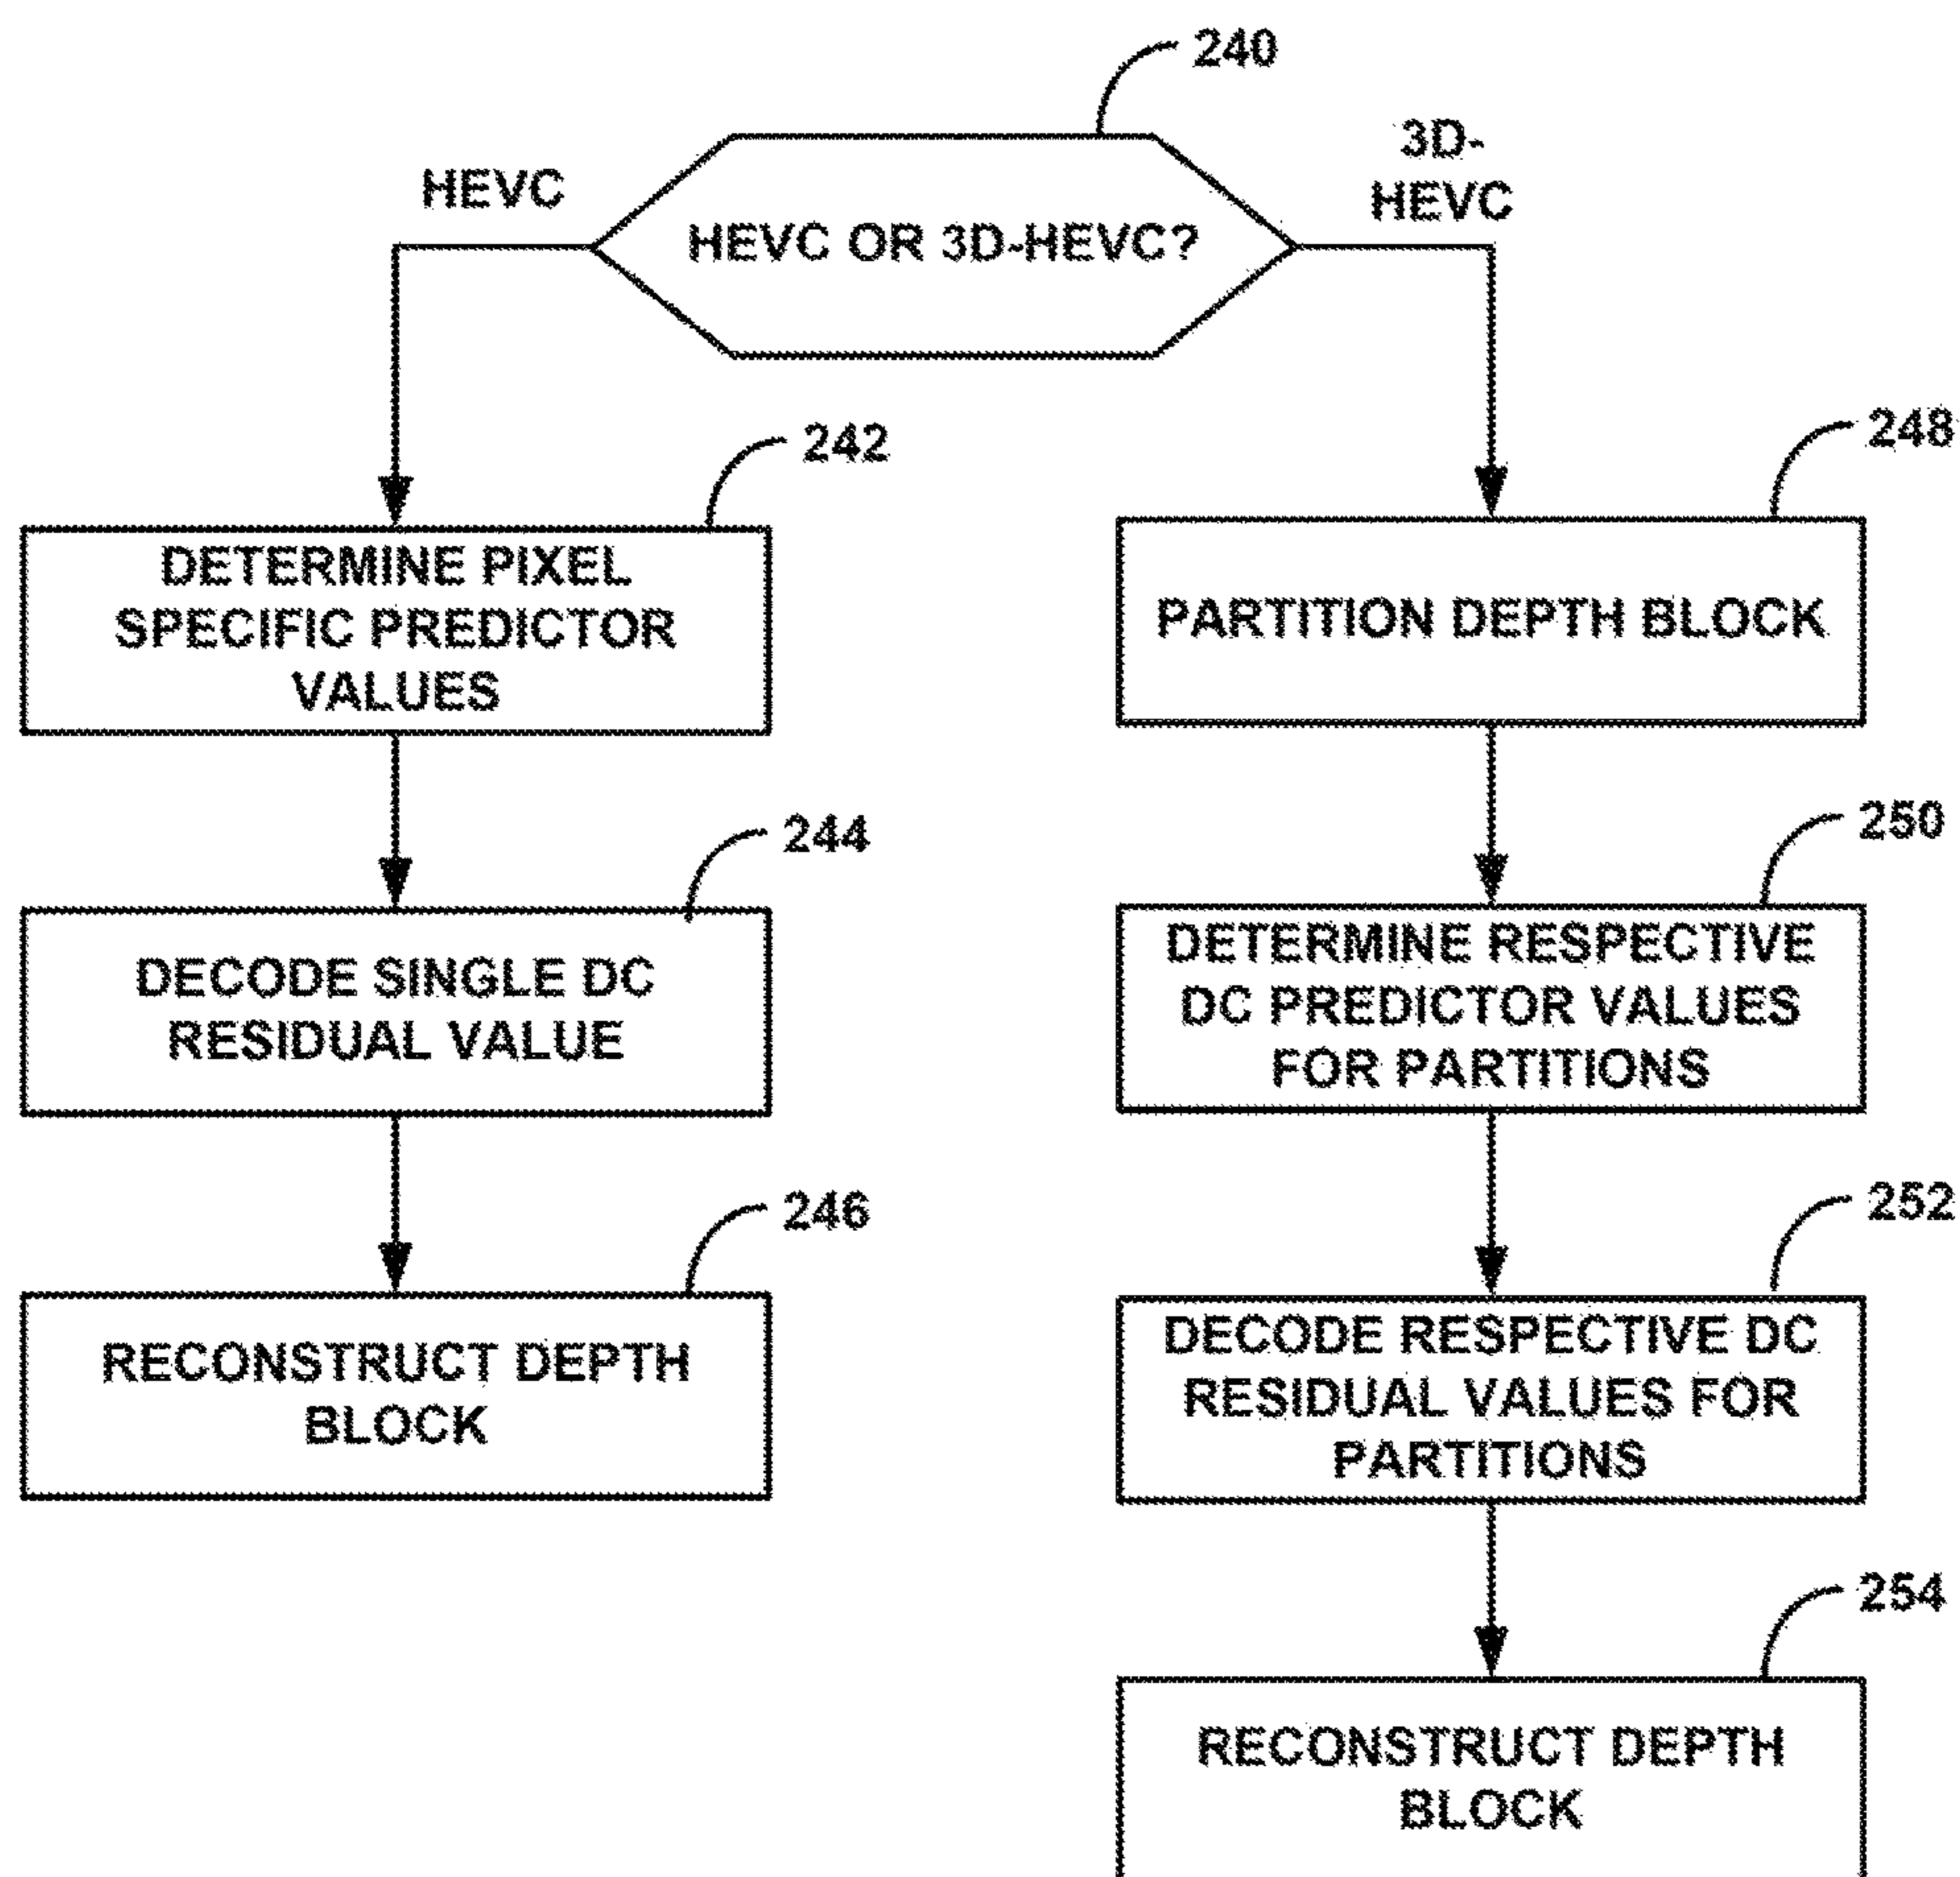 240
HEVC
3D-
HEVC
HEVC OR 3D-HEVC?
242
DETERMINE PIXEL
SPECIFIC PREDICTOR
VALUES
244
DECODE SINGLE DC
RESIDUAL VALUE
246
RECONSTRUCT DEPTH
BLOCK
248
PARTITION DEPTH BLOCK
250
DETERMINE RESPECTIVE
DC PREDICTOR VALUES
FOR PARTITIONS
252
DECODE RESPECTIVE DC
RESIDUAL VALUES FOR
PARTITIONS
254
RECONSTRUCT DEPTH
BLOCK